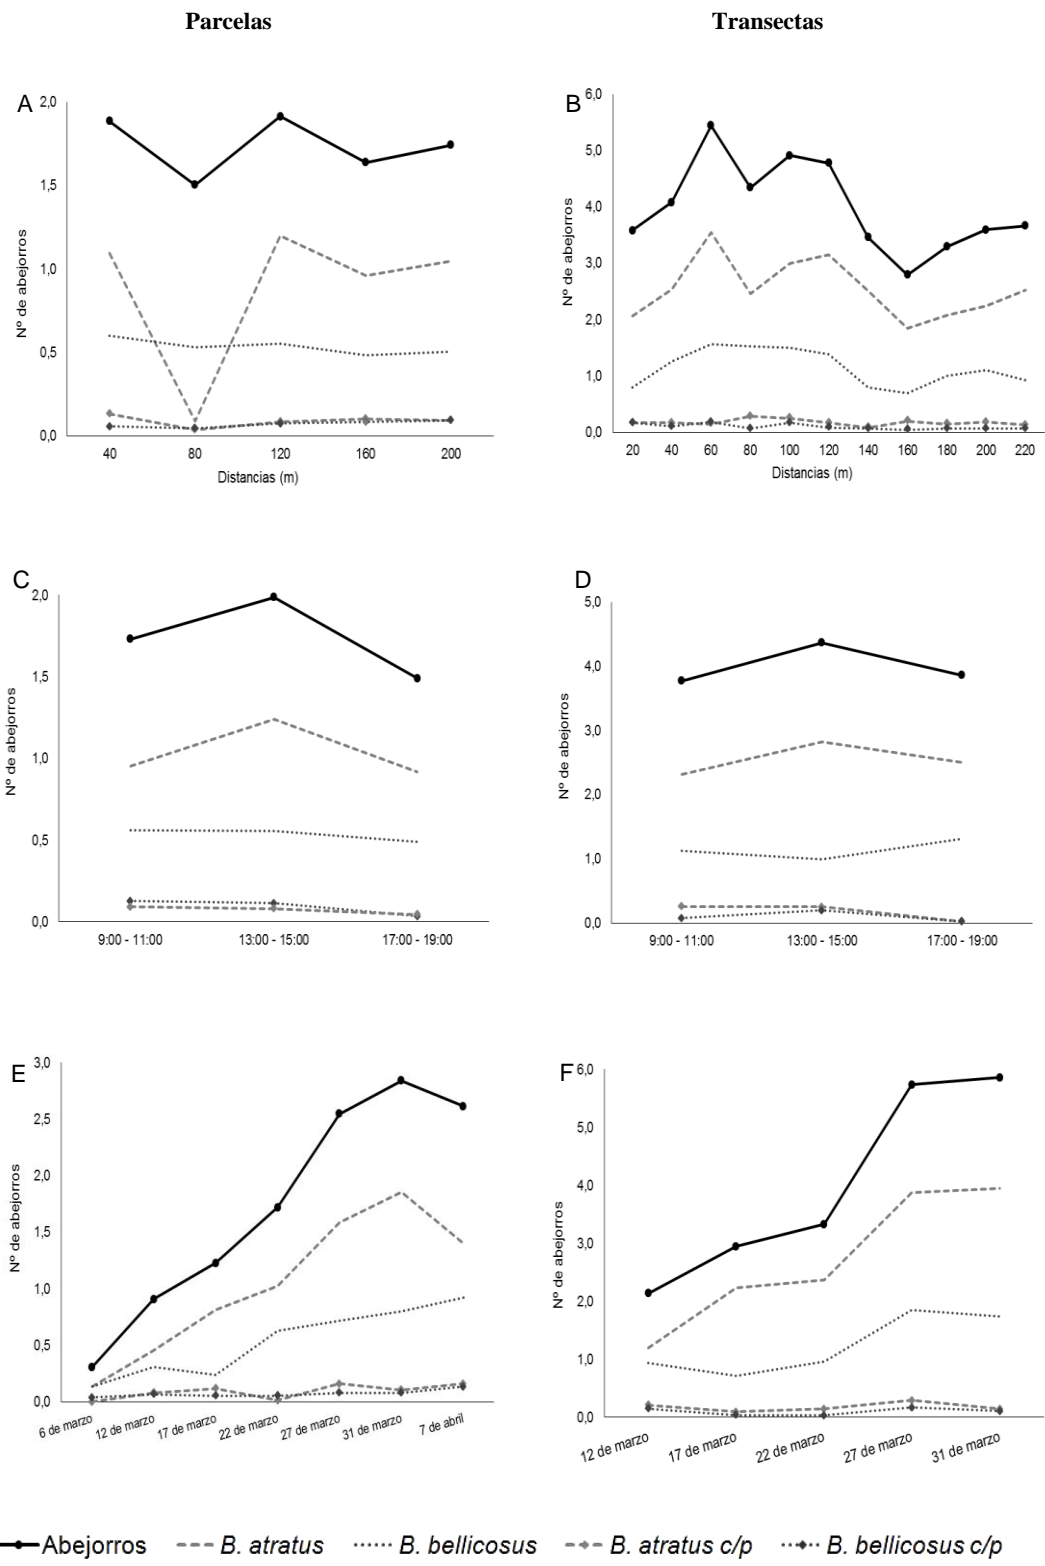 Parcelas
Transectas
A
2,0
1,5
1,0
0,5
0,0
Nº de abejorros
40 80 120 160 200
Distancias (m)
B
6,0
5,0
4,0
3,0
2,0
1,0
0,0
Nº de abejorros
20 40 60 80 100 120 140 160 180 200 220
Distancias (m)
C
2,0
1,5
1,0
0,5
0,0
Nº de abejorros
9:00 - 11:00 13:00 - 15:00 17:00 - 19:00
D
5,0
4,0
3,0
2,0
1,0
0,0
Nº de abejorros
9:00 - 11:00 13:00 - 15:00 17:00 - 19:00
E
3,0
2,5
2,0
1,5
1,0
0,5
0,0
Nº de abejorros
6 de marzo 12 de marzo 17 de marzo 22 de marzo 27 de marzo 31 de marzo 7 de abril
F
6,0
5,0
4,0
3,0
2,0
1,0
0,0
Nº de abejorros
12 de marzo 17 de marzo 22 de marzo 27 de marzo 31 de marzo
Abejorros B. atratus B. bellicosus B. atratus c/p B. bellicosus c/p